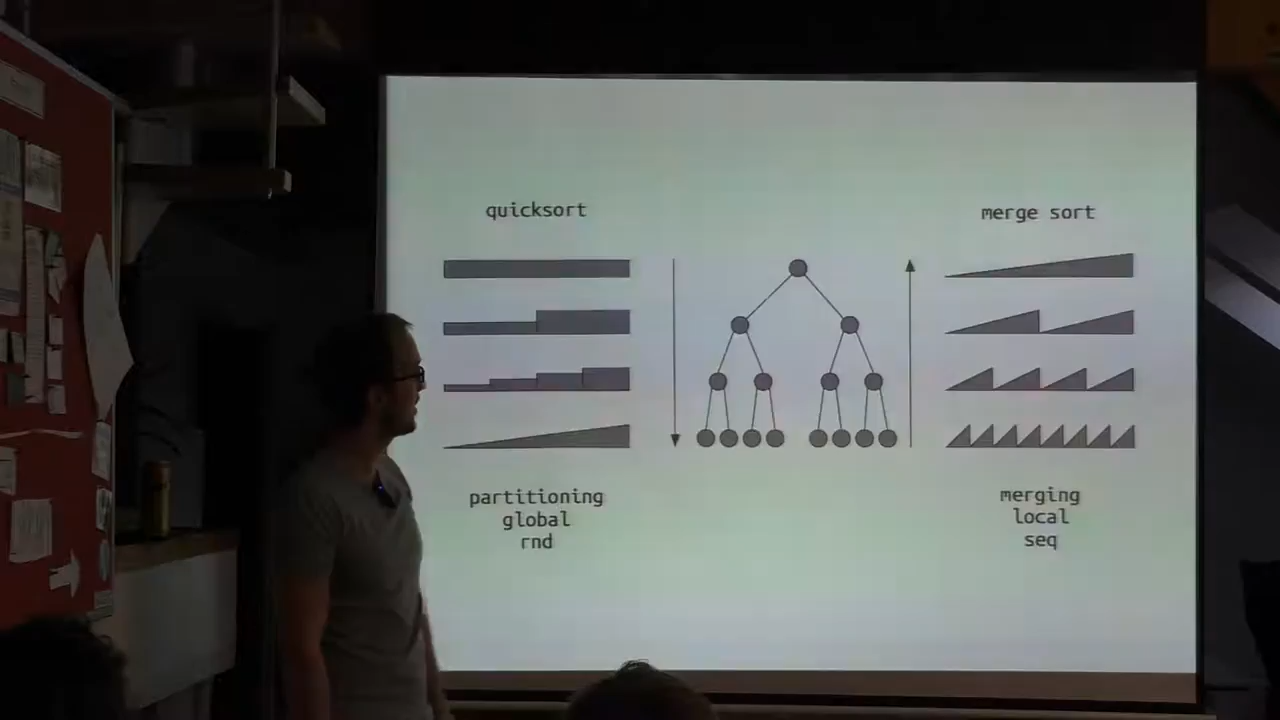 quicksort
merge sort
partitioning
global
rnd
merging
local
seq